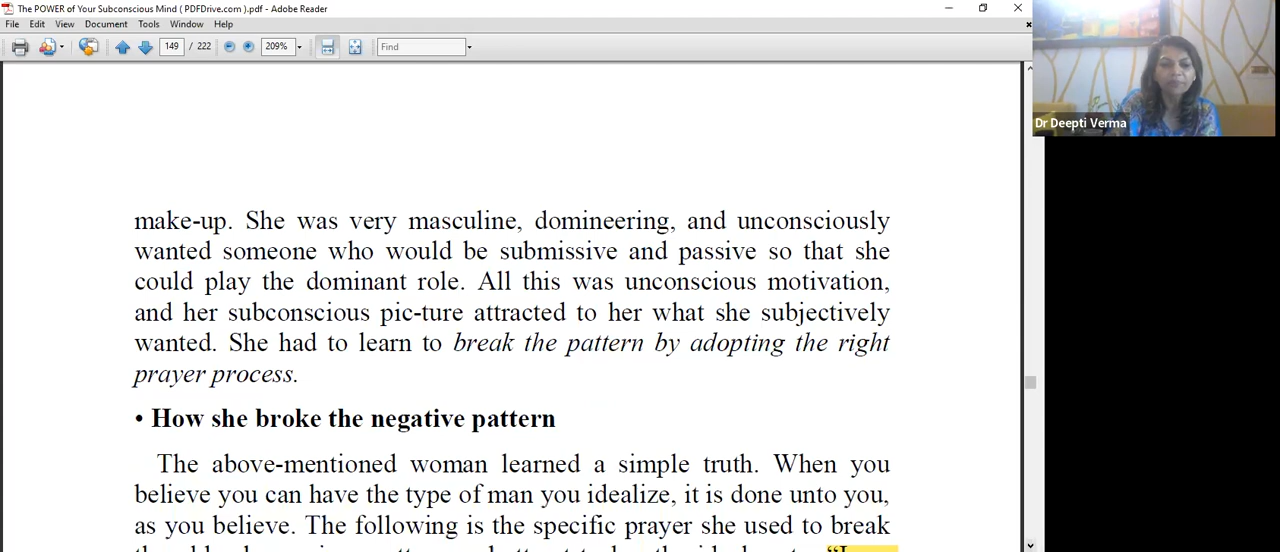 The POWER of Your Subconscious Mind ( PDFDrive.com ).pdf - Adobe Reader
File Edit View Document Tools Window Help
149 / 222 209% Find
Dr Deepti Verma
make-up. She was very masculine, domineering, and unconsciously
wanted someone who would be submissive and passive so that she
could play the dominant role. All this was unconscious motivation,
and her subconscious pic-ture attracted to her what she subjectively
wanted. She had to learn to break the pattern by adopting the right
prayer process.
• How she broke the negative pattern
The above-mentioned woman learned a simple truth. When you
believe you can have the type of man you idealize, it is done unto you,
as you believe. The following is the specific prayer she used to break